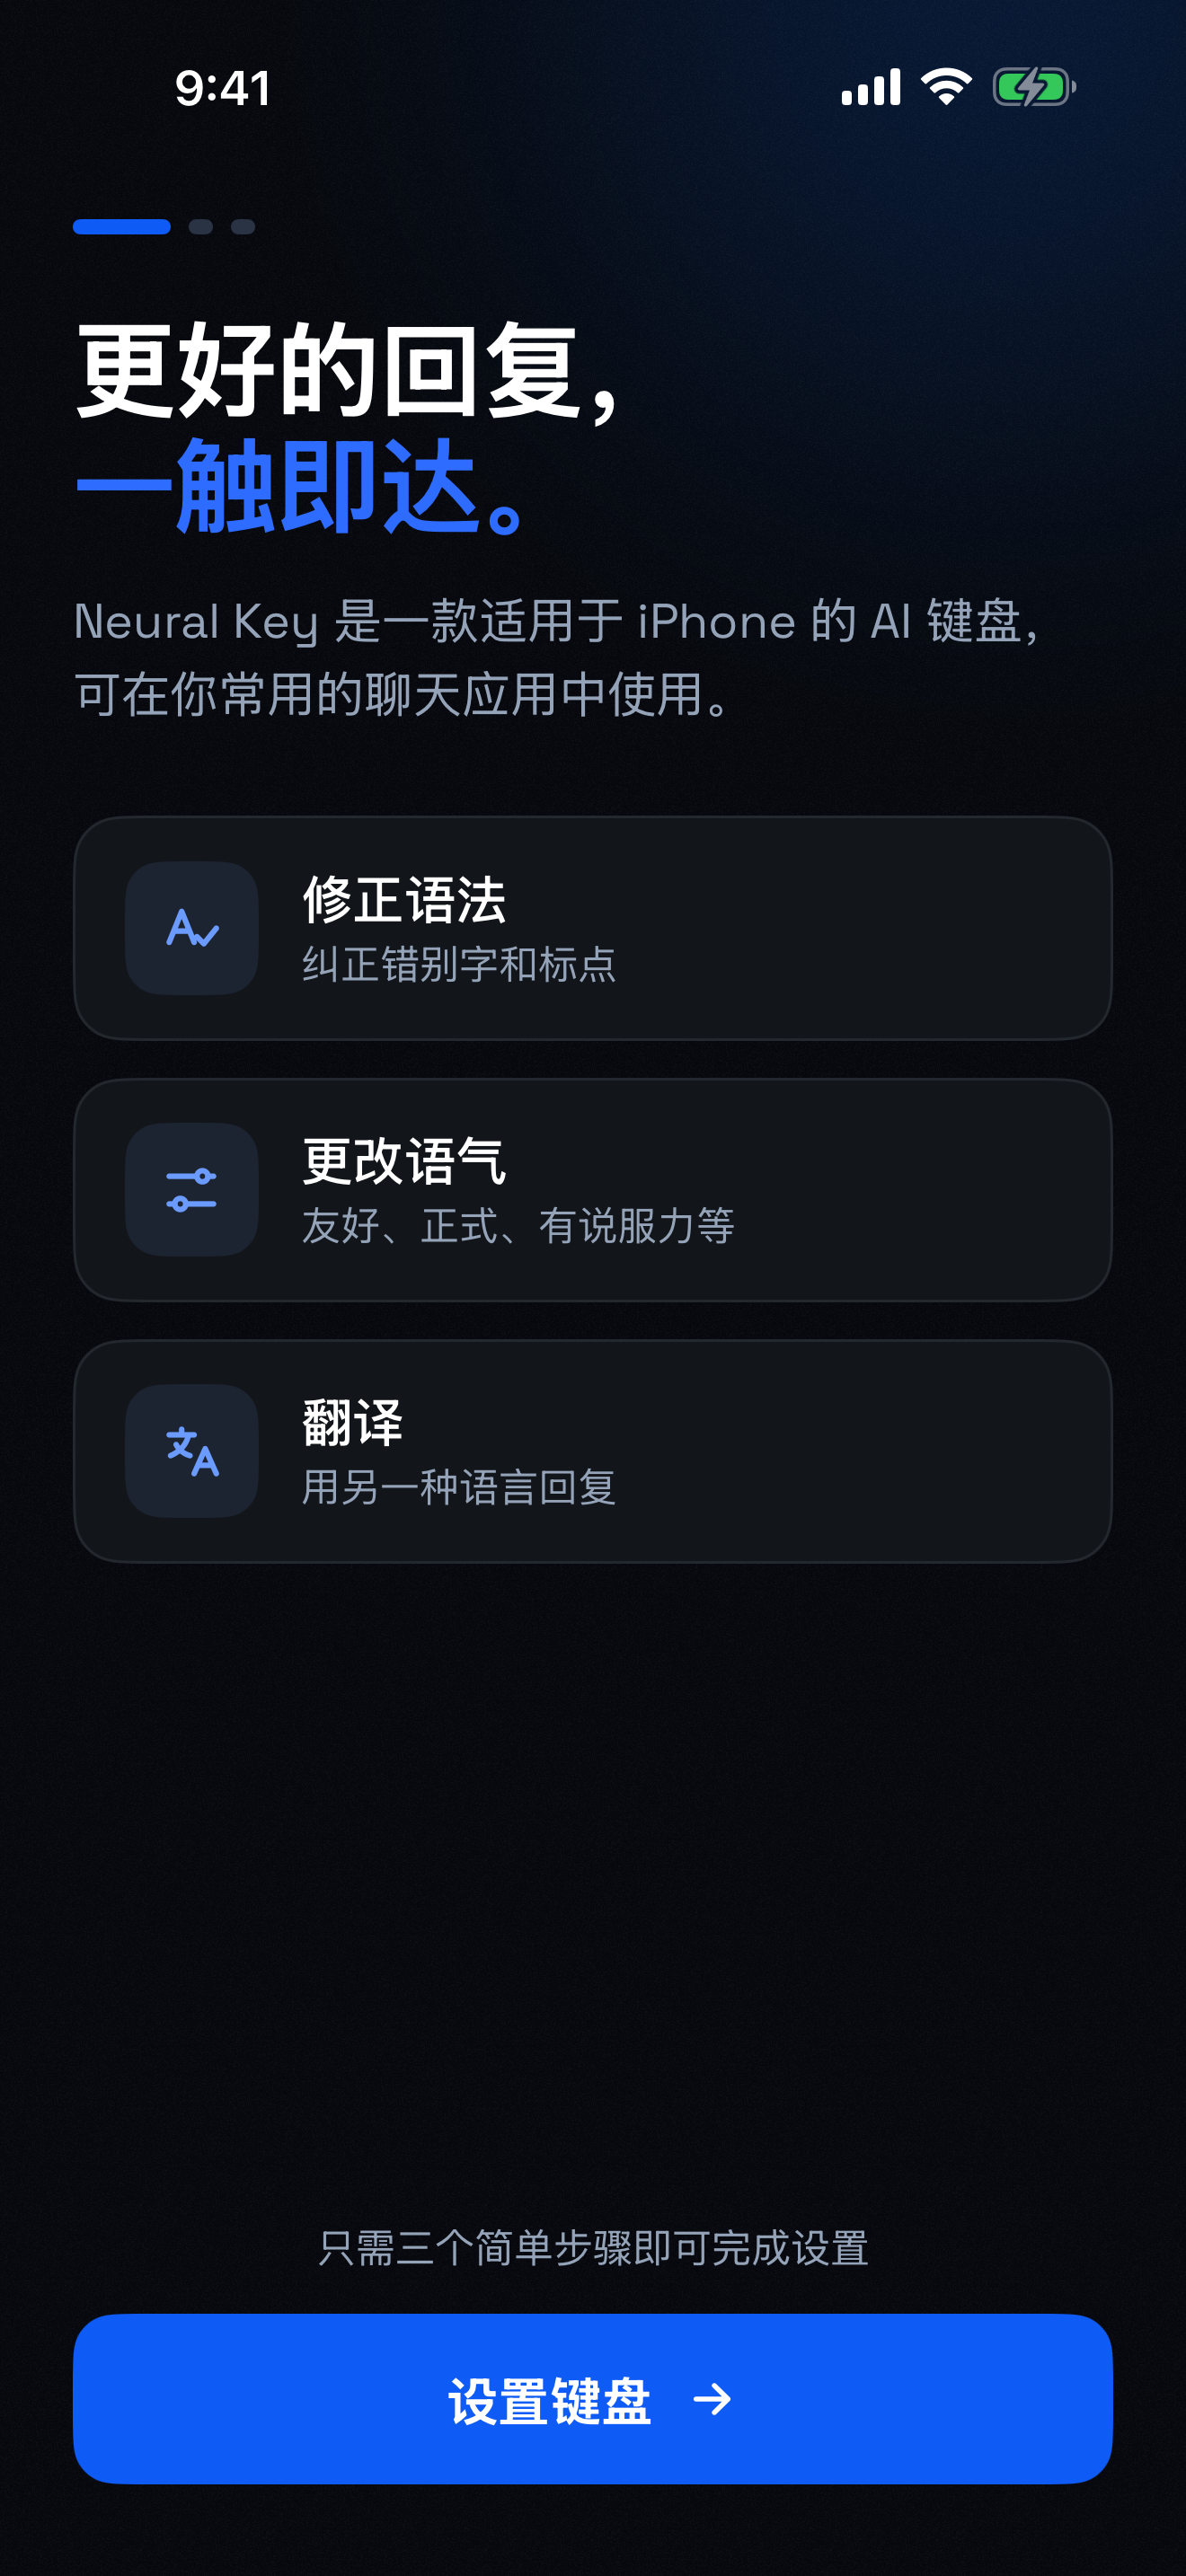 9:41
更好的回复，
一触即达。
Neural Key 是一款适用于 iPhone 的 AI 键盘，
可在你常用的聊天应用中使用。
修正语法
纠正错别字和标点
更改语气
友好、正式、有说服力等
翻译
用另一种语言回复
只需三个简单步骤即可完成设置
设置键盘 →